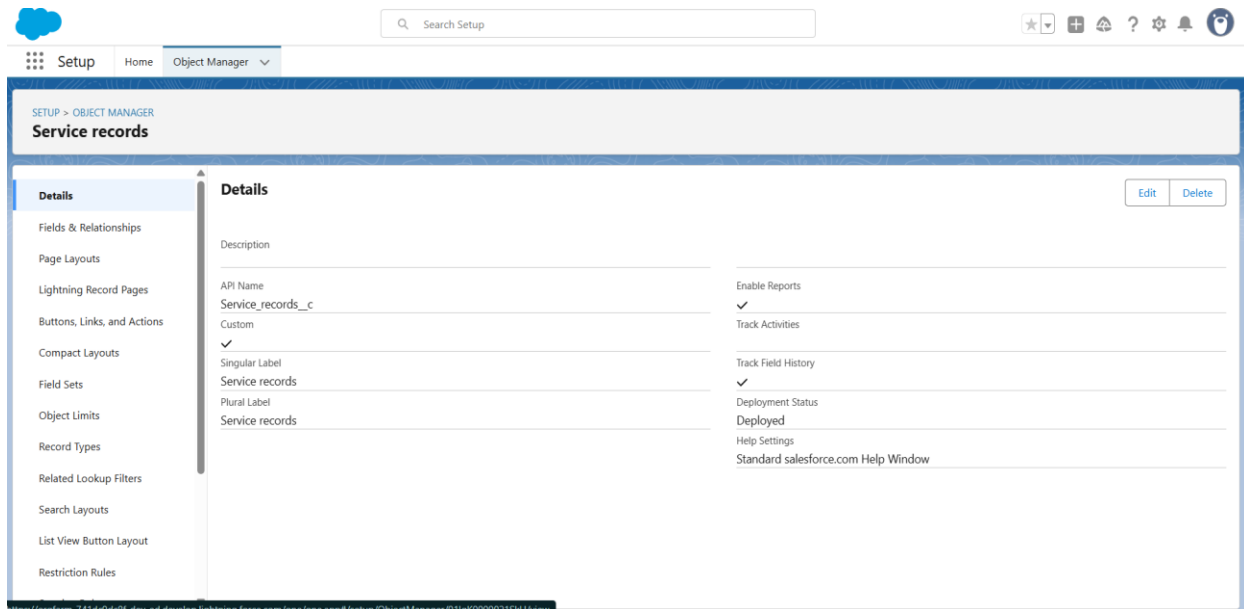 Search Setup
Setup Home Object Manager
SETUP > OBJECT MANAGER
Service records
Details
Fields & Relationships
Page Layouts
Lightning Record Pages
Buttons, Links, and Actions
Compact Layouts
Field Sets
Object Limits
Record Types
Related Lookup Filters
Search Layouts
List View Button Layout
Restriction Rules
Details
Edit Delete
Description
API Name
Service_records__c
Custom
Singular Label
Service records
Plural Label
Service records
Enable Reports
Track Activities
Track Field History
Deployment Status
Deployed
Help Settings
Standard salesforce.com Help Window